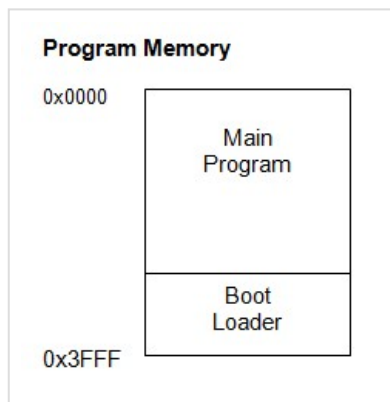 Program Memory
0x0000
Main
Program
Boot
Loader
0x3FFF